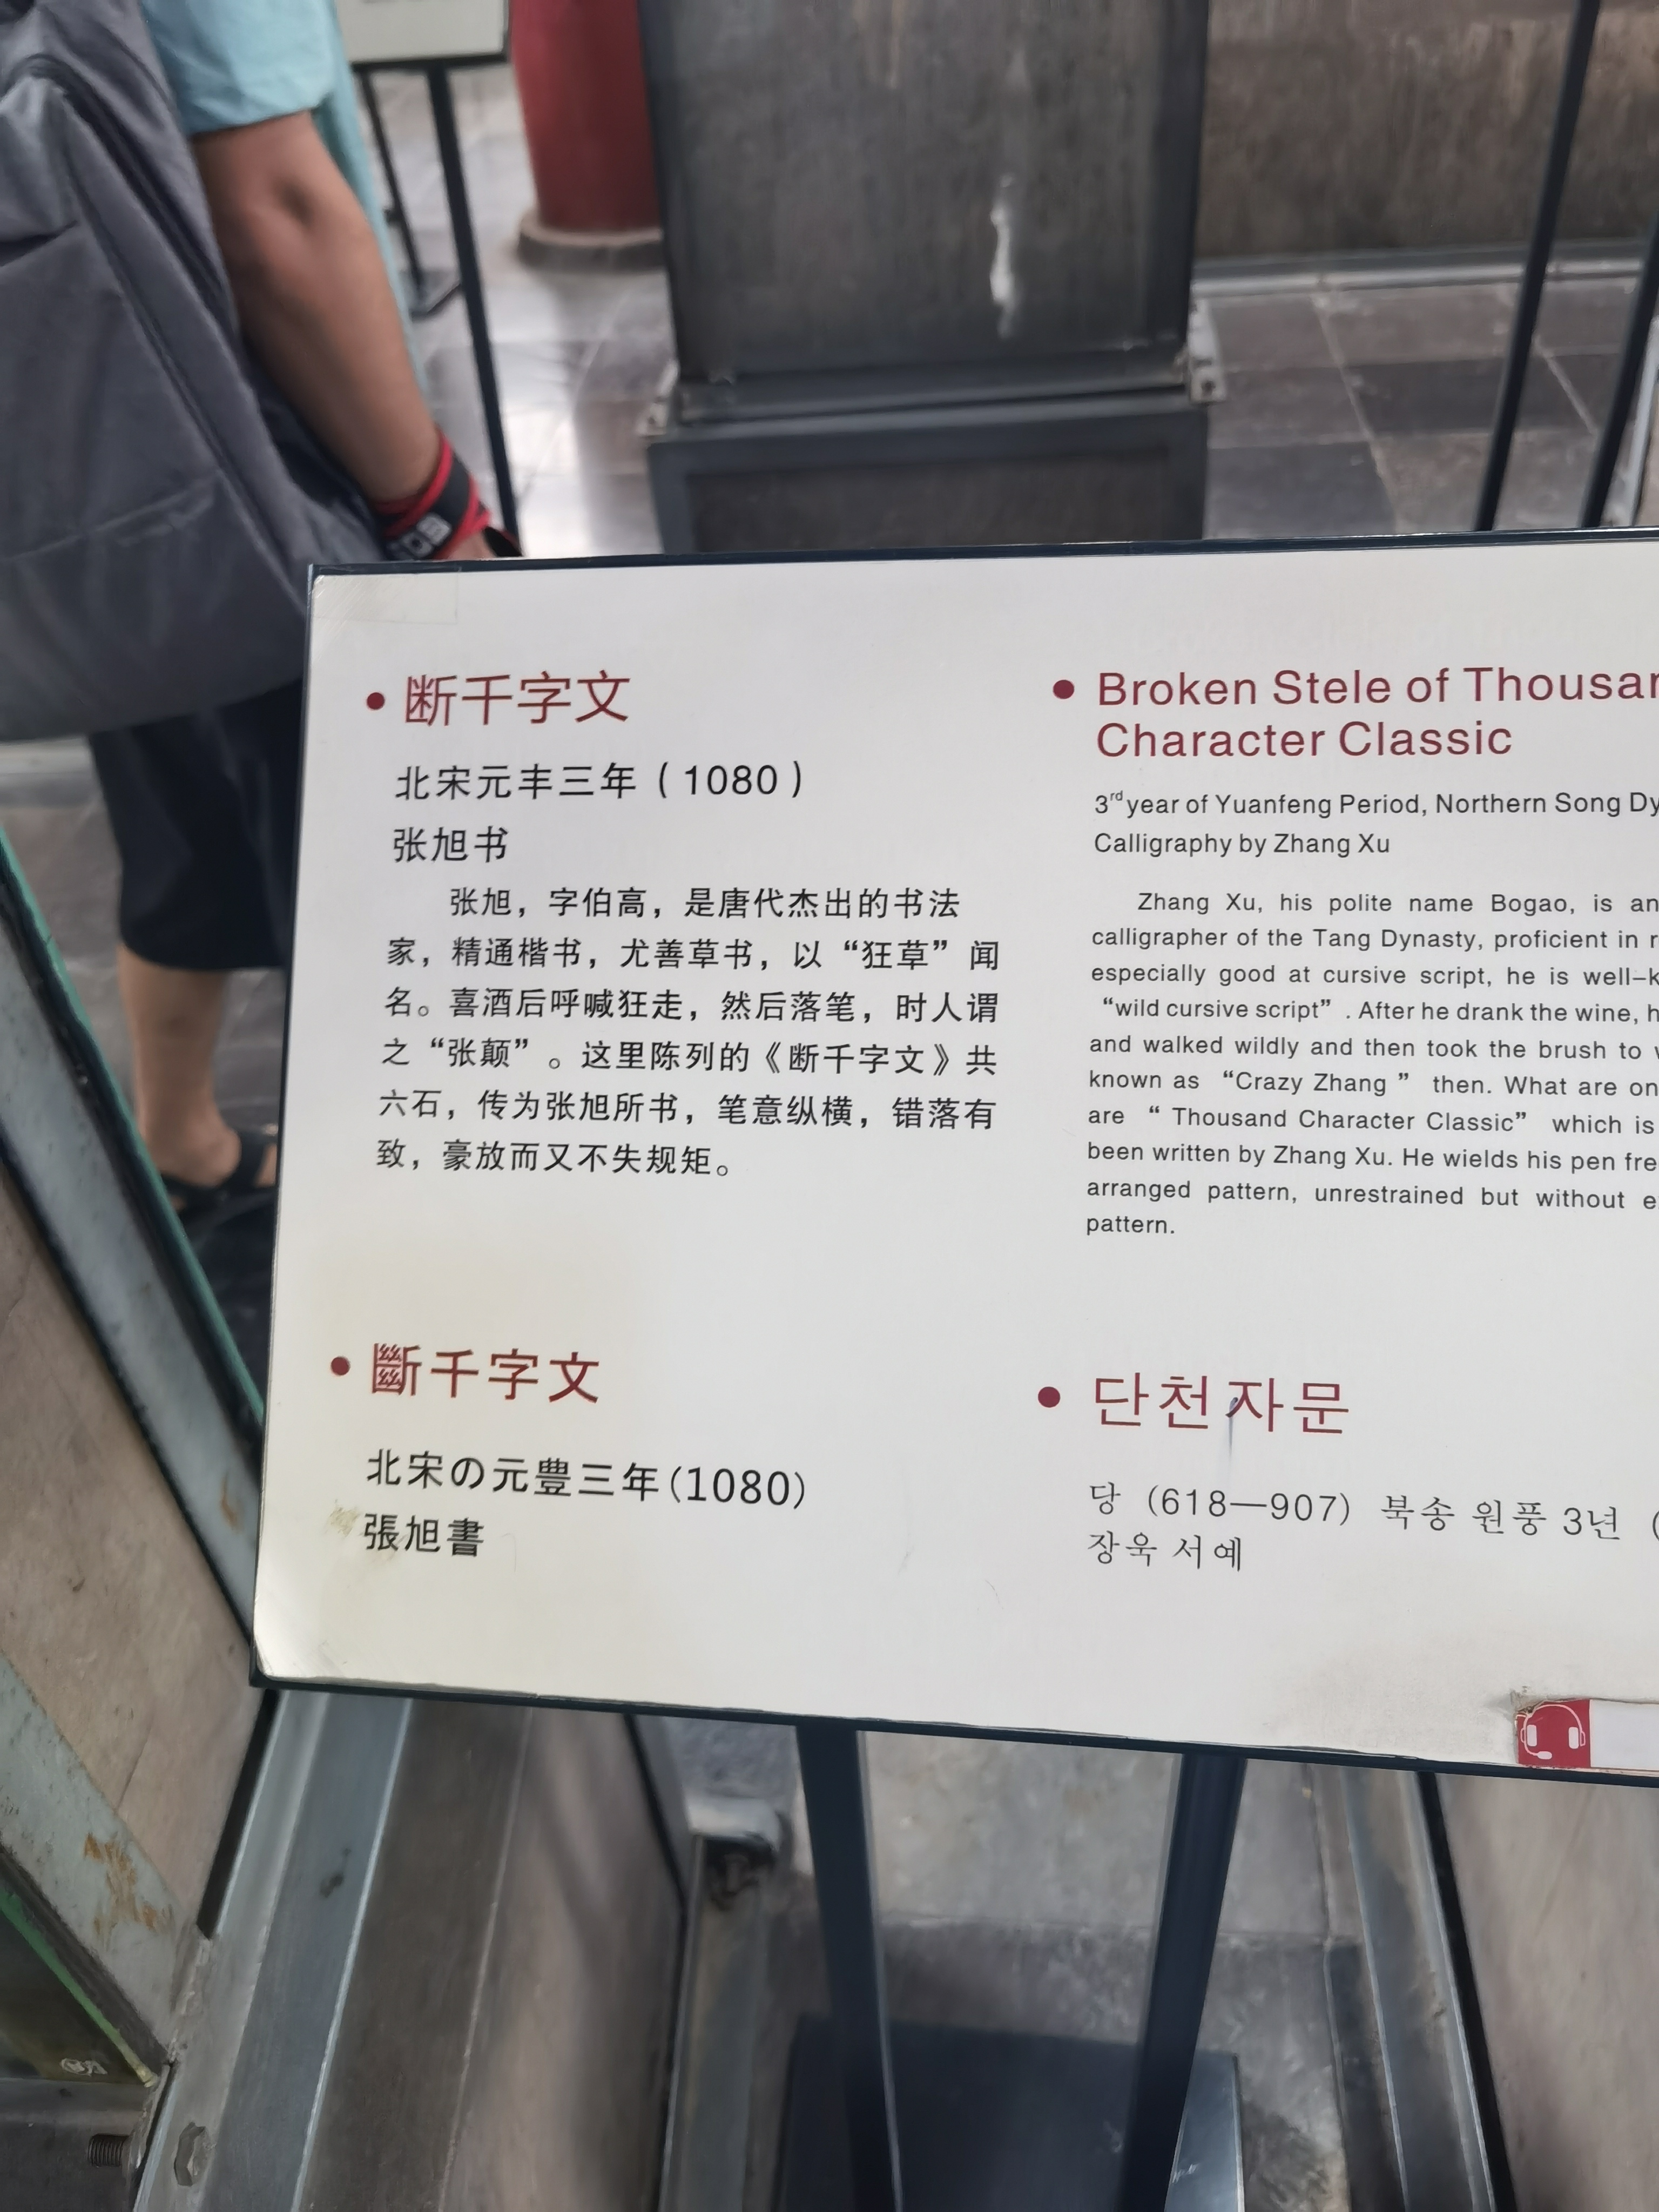 断千字文
北宋元丰三年(1080)
张旭书
张旭,字伯高,是唐代杰出的书法
家,精通楷书,尤善草书,以“狂草”闻
名。喜酒后呼喊狂走,然后落笔,时人谓
之“张颠”。这里陈列的《断千字文》共
六石,传为张旭所书,笔意纵横,错落有
致,豪放而又不失规矩。
Broken Stele of
Character Classic
3rd year of Yuanfeng Period, Northern Song
Calligraphy by Zhang Xu
Zhang Xu, his polite name Bogao, is an
calligrapher of the Tang Dynasty, proficient in
especially good at cursive script, he is
“wild cursive script”. After he drank the wine,
and walked wildly and then took the brush to
known as “Crazy Zhang ” then. What are on
are “ Thousand Character Classic” which is
been written by Zhang Xu. He wields his pen
arranged pattern, unrestrained but without
pattern.
斷千字文
北宋の元豊三年(1080)
張旭書
단천자문
당 (618—907) 북송 원풍 3년 (
장욱 서예